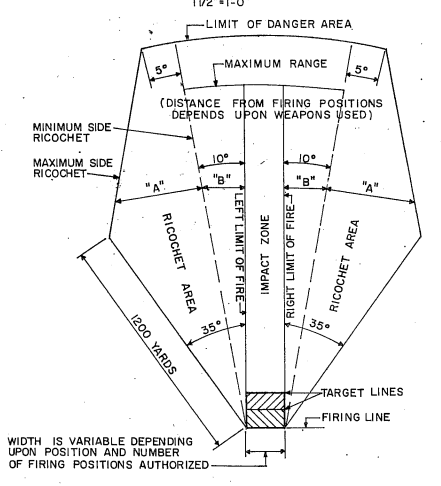 1 1/2 = 1-0
LIMIT OF DANGER AREA
5°
5°
MAXIMUM RANGE
(DISTANCE FROM FIRING POSITIONS
DEPENDS UPON WEAPONS USED)
MINIMUM SIDE
RICOCHET
10°
10°
MAXIMUM SIDE
RICOCHET
"A"
"B"
"B"
"A"
RICOCHET AREA
LEFT LIMIT OF FIRE
IMPACT ZONE
RIGHT LIMIT OF FIRE
RICOCHET AREA
35°
35°
1200 YARDS
TARGET LINES
FIRING LINE
WIDTH IS VARIABLE DEPENDING
UPON POSITION AND NUMBER
OF FIRING POSITIONS AUTHORIZED